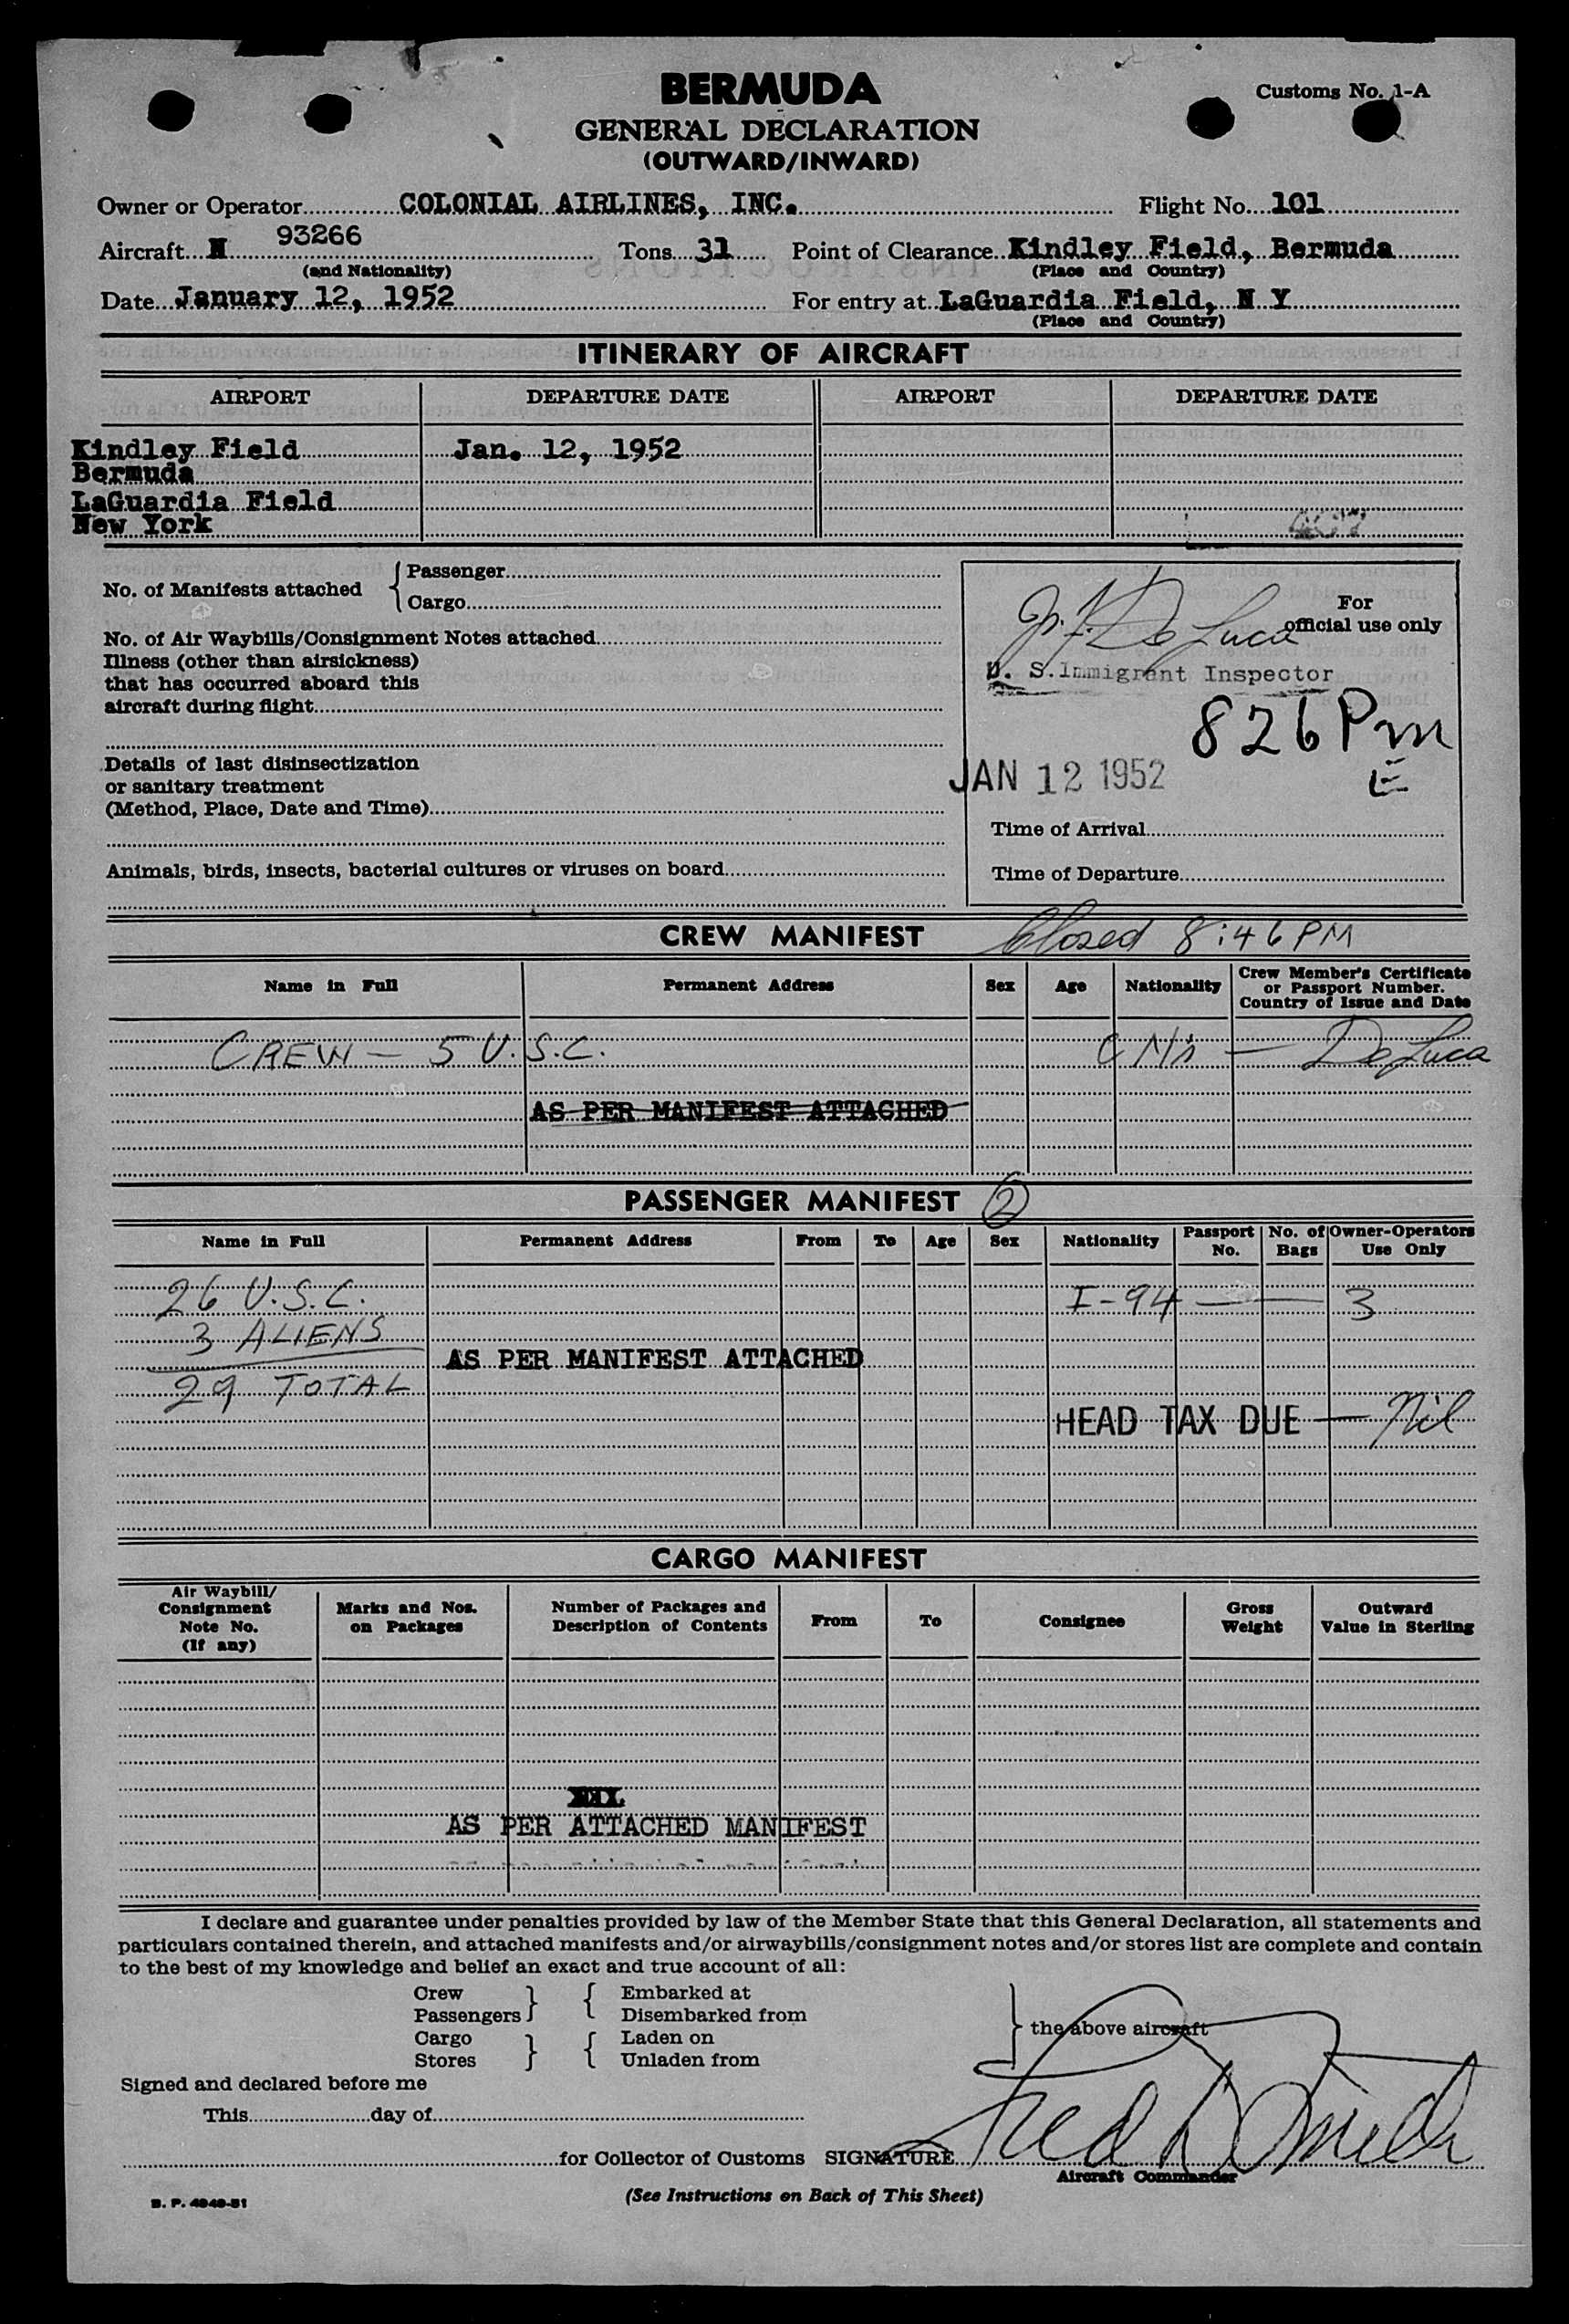 BERMUDA
Customs No. 1-A
GENERAL DECLARATION
(OUTWARD/INWARD)
Owner or Operator COLONIAL AIRLINES, INC. Flight No. 101
Aircraft N 93266 Tons 31 Point of Clearance Kindley Field, Bermuda
(and Nationality) (Place and Country)
Date January 12, 1952 For entry at LaGuardia Field, N Y
(Place and Country)
ITINERARY OF AIRCRAFT
AIRPORT DEPARTURE DATE AIRPORT DEPARTURE DATE
Kindley Field Jan. 12, 1952
Bermuda
LaGuardia Field
New York
No. of Manifests attached { Passenger
Cargo
No. of Air Waybills/Consignment Notes attached
Illness (other than airsickness)
that has occurred aboard this
aircraft during flight
Details of last disinsectization
or sanitary treatment
(Method, Place, Date and Time)
Animals, birds, insects, bacterial cultures or viruses on board
For
official use only
De Luca
U. S. Immigrant Inspector
826 Pm
E
JAN 12 1952
Time of Arrival
Time of Departure
CREW MANIFEST Closed 8:46 PM
Name in Full Permanent Address Sex Age Nationality Crew Member's Certificate or Passport Number. Country of Issue and Date
CREW — 5 U.S.C. — De Luca
AS PER MANIFEST ATTACHED
PASSENGER MANIFEST 2
Name in Full Permanent Address From To Age Sex Nationality Passport No. No. of Bags Owner-Operators Use Only
26 U.S.C. I-94 — — 3
3 ALIENS
AS PER MANIFEST ATTACHED
29 TOTAL
HEAD TAX DUE — Nil
CARGO MANIFEST
Air Waybill/ Consignment Note No. (If any) Marks and Nos. on Packages Number of Packages and Description of Contents From To Consignee Gross Weight Outward Value in Sterling
AS PER ATTACHED MANIFEST
I declare and guarantee under penalties provided by law of the Member State that this General Declaration, all statements and
particulars contained therein, and attached manifests and/or airwaybills/consignment notes and/or stores list are complete and contain
to the best of my knowledge and belief an exact and true account of all:
Crew } { Embarked at
Passengers Disembarked from
Cargo } { Laden on } the above aircraft
Stores Unladen from
Signed and declared before me
This day of
for Collector of Customs SIGNATURE Fred
Aircraft Commander
B. P. 4949-51
(See Instructions on Back of This Sheet)